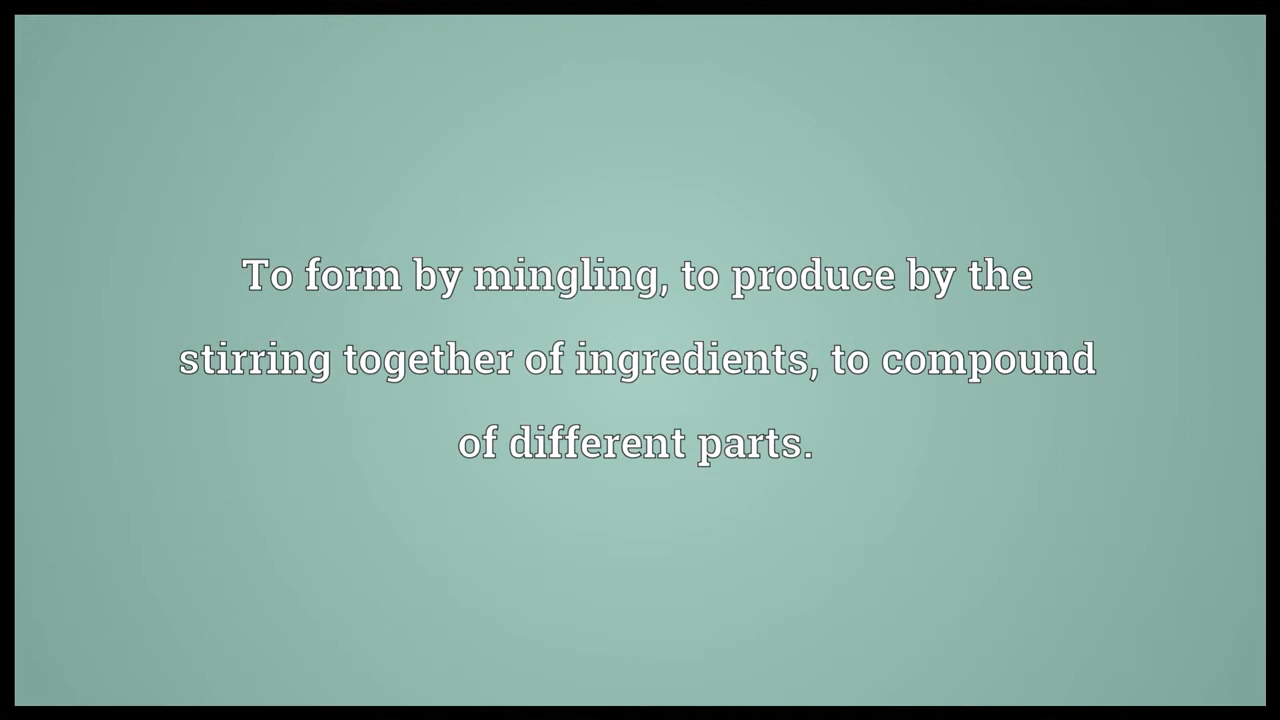 To form by mingling, to produce by the
stirring together of ingredients, to compound
of different parts.